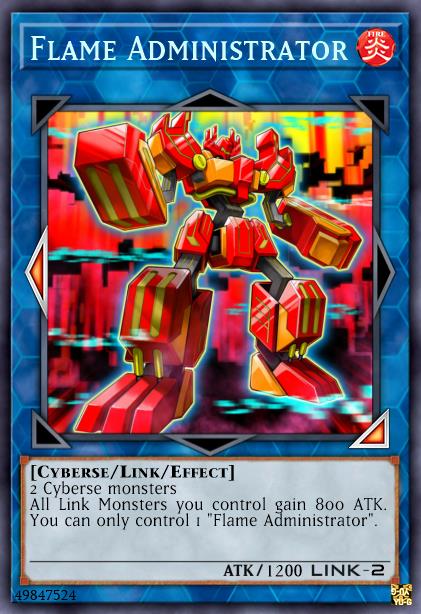 FLAME ADMINISTRATOR
FIRE
炎
[CYBERSE/LINK/EFFECT]
2 Cyberse monsters
All Link Monsters you control gain 800 ATK.
You can only control 1 "Flame Administrator".
ATK/1200 LINK-2
49847524